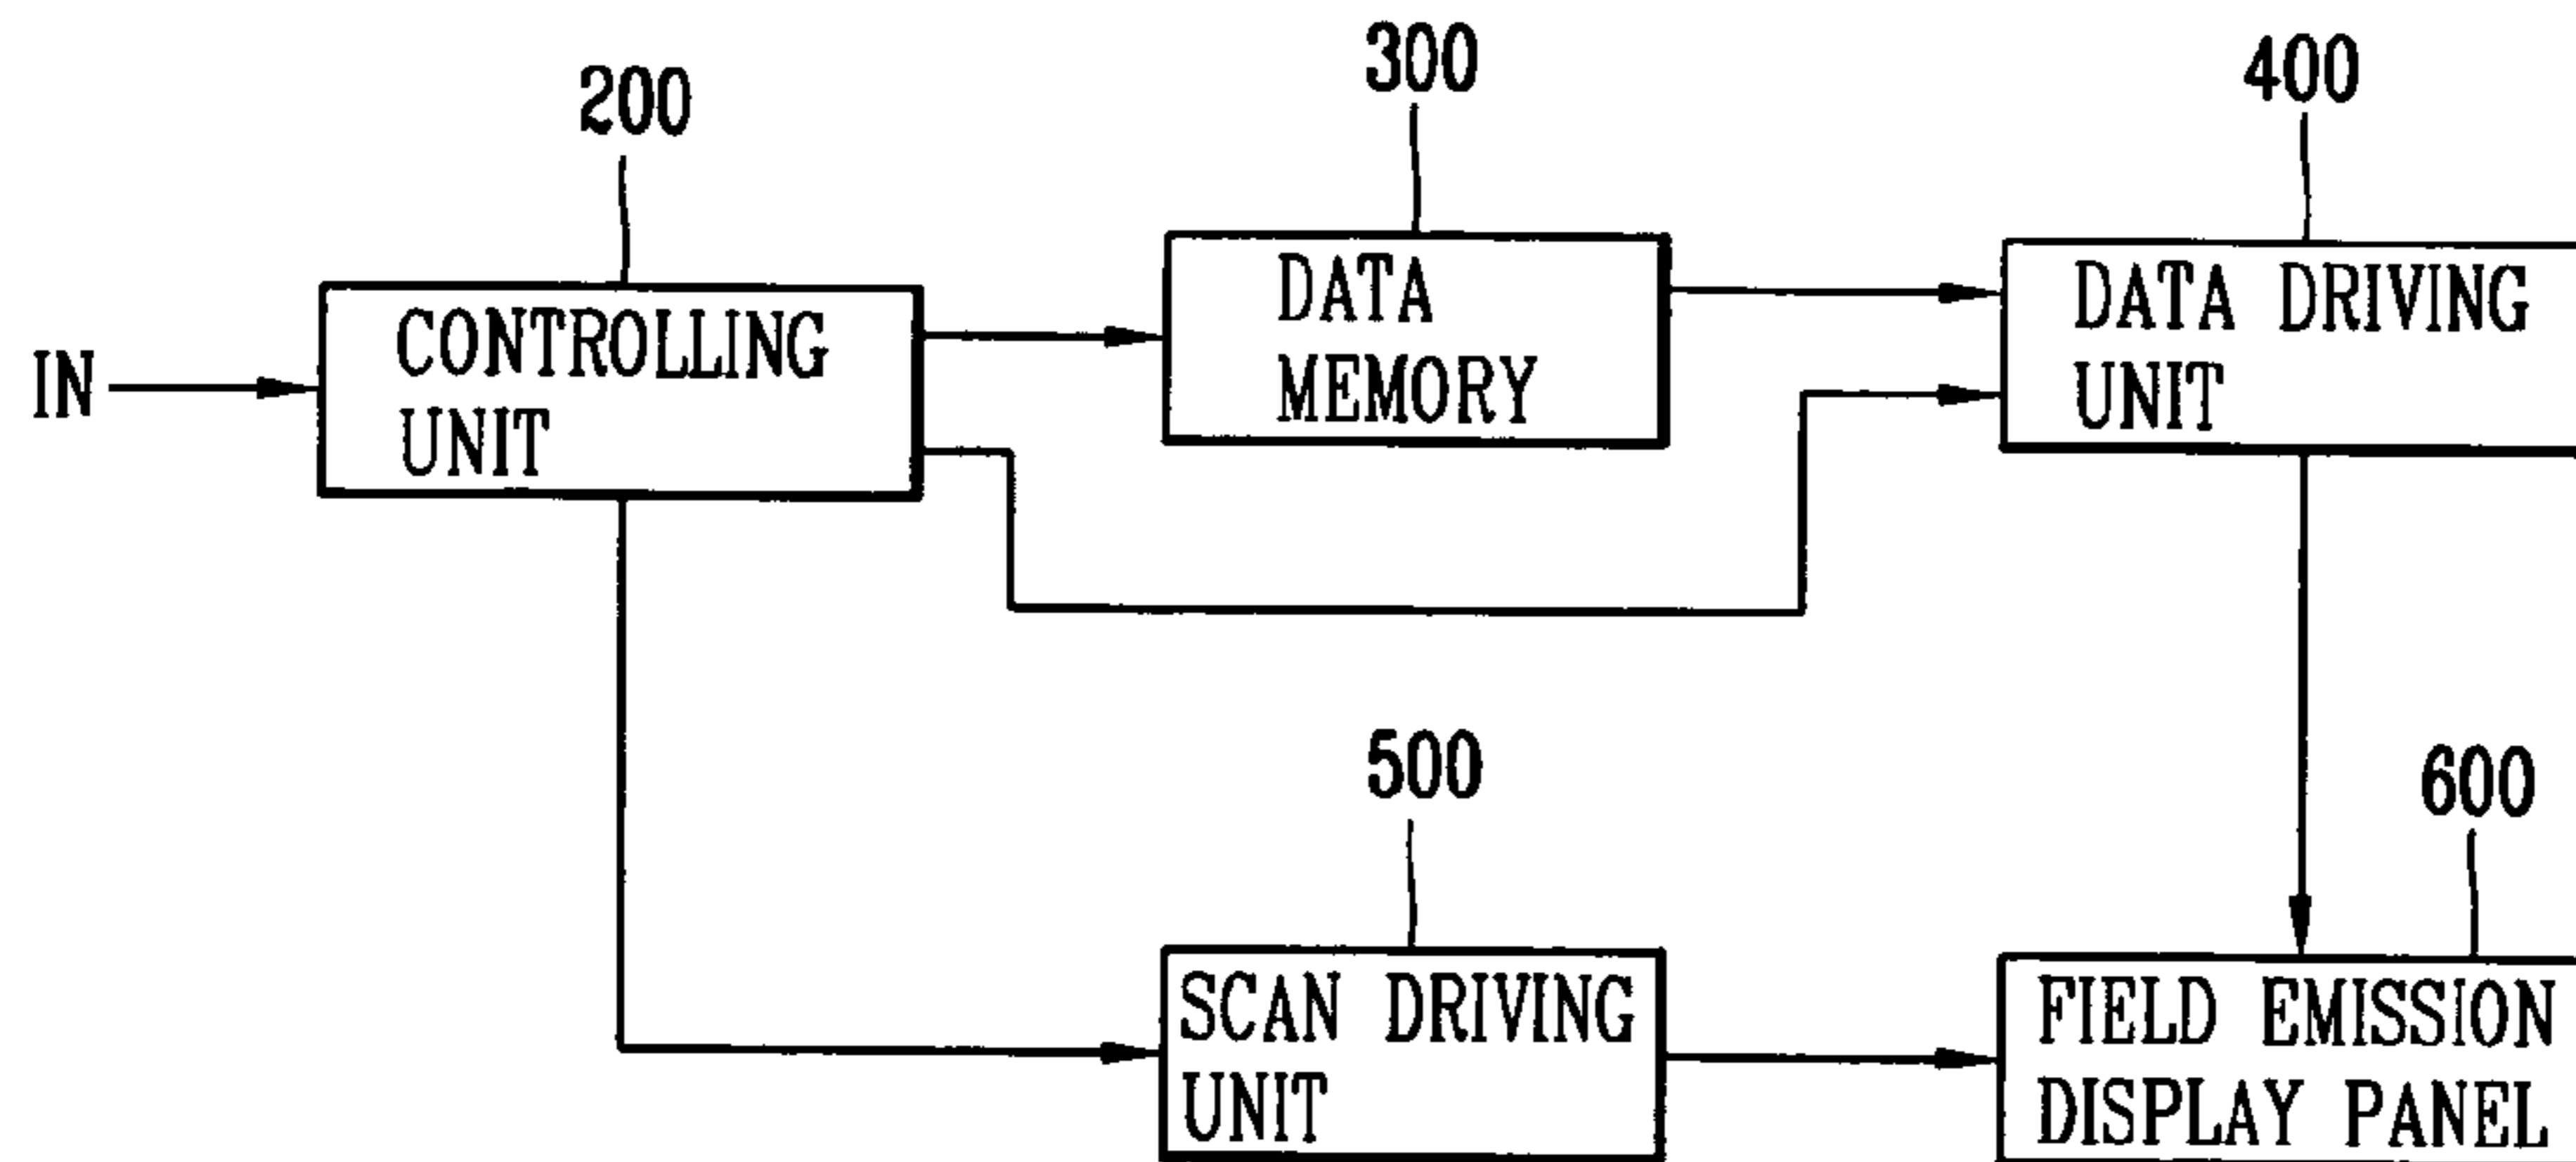 200
300
400
IN
CONTROLLING
UNIT
DATA
MEMORY
DATA DRIVING
UNIT
500
600
SCAN DRIVING
UNIT
FIELD EMISSION
DISPLAY PANEL